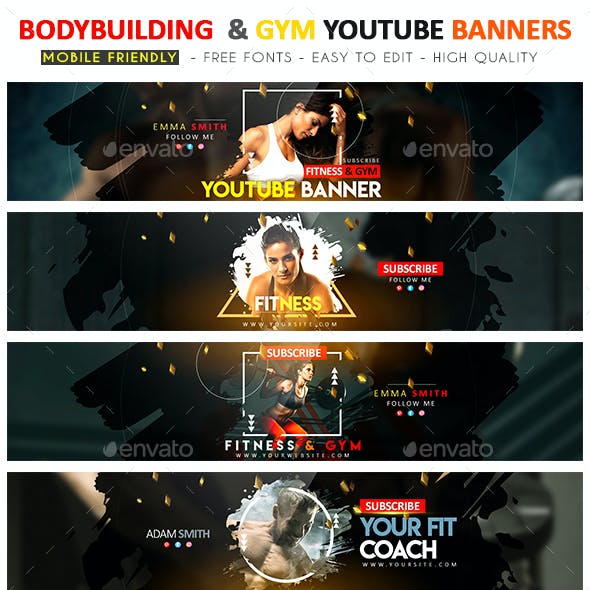 BODYBUILDING & GYM YOUTUBE BANNERS
MOBILE FRIENDLY - FREE FONTS - EASY TO EDIT - HIGH QUALITY
EMMA SMITH
FOLLOW ME
SUBSCRIBE
FITNESS & GYM
YOUTUBE BANNER
envato
envato
SUBSCRIBE
FOLLOW ME
FITNESS
WWW.YOURSITE.COM
SUBSCRIBE
EMMA SMITH
FOLLOW ME
FITNESS & GYM
WWW.YOURWEBSITE.COM
envato
envato
ADAM SMITH
SUBSCRIBE
YOUR FIT
COACH
WWW.YOURSITE.COM